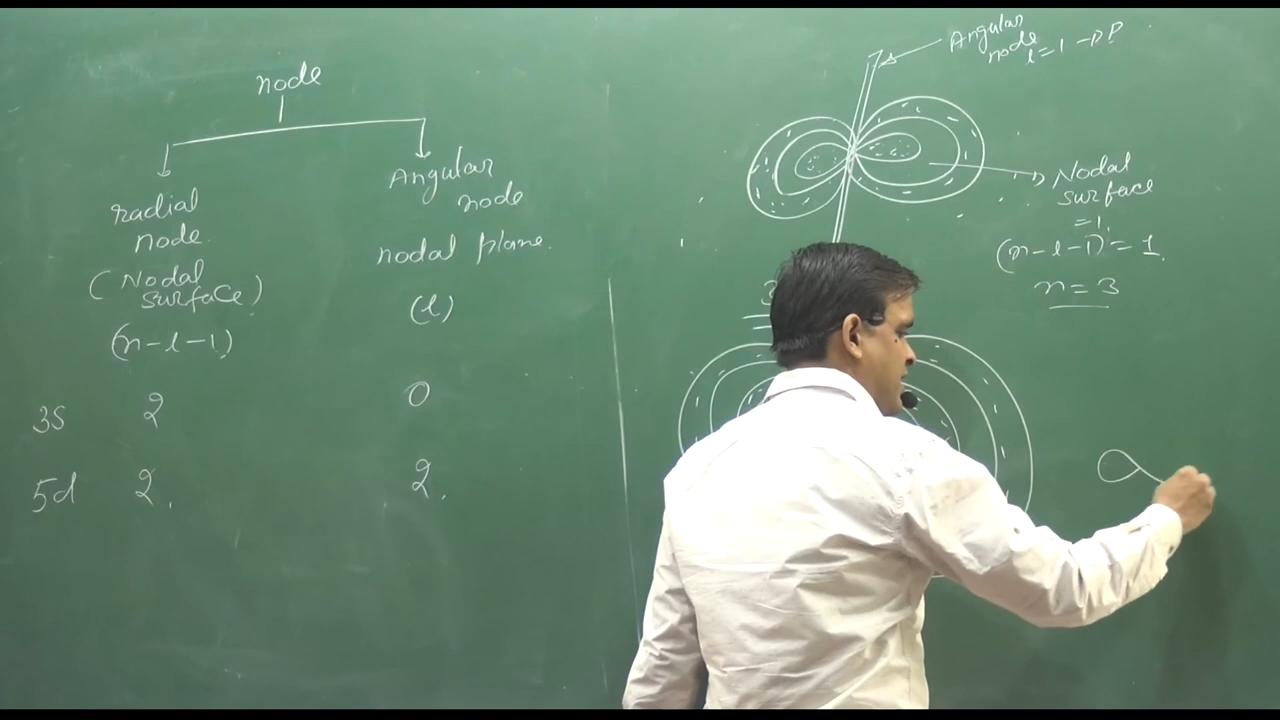 node
radial
node.
(Nodal
surface)
(n-l-1)
Angular
node
nodal plane.
(l)
3S 2 0
5d 2. 2.
Angular
node
l=1 →P
Nodal
surface
=1.
(n-l-1)=1.
n=3
3